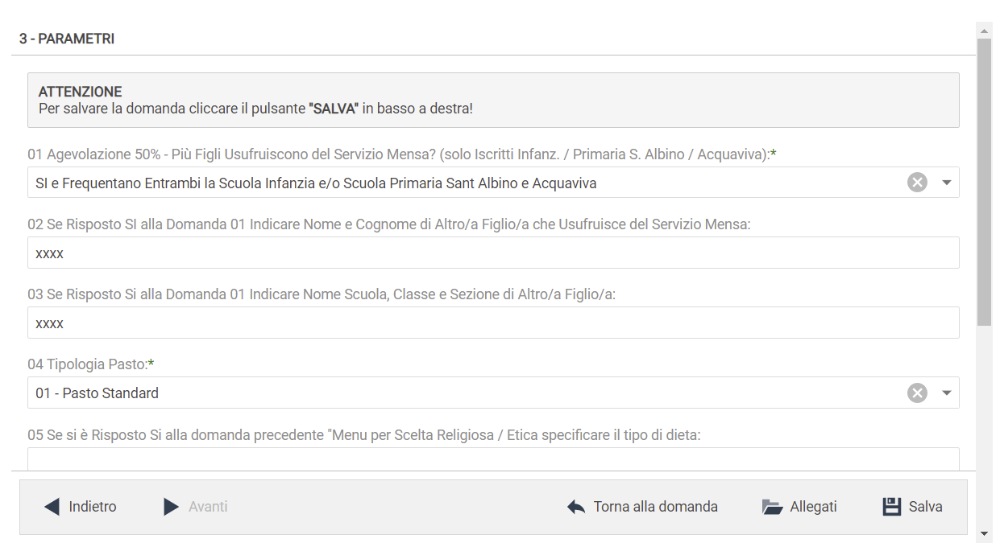 3 - PARAMETRI
ATTENZIONE
Per salvare la domanda cliccare il pulsante "SALVA" in basso a destra!
01 Agevolazione 50% - Più Figli Usufruiscono del Servizio Mensa? (solo Iscritti Infanz. / Primaria S. Albino / Acquaviva):*
SI e Frequentano Entrambi la Scuola Infanzia e/o Scuola Primaria Sant Albino e Acquaviva
02 Se Risposto SI alla Domanda 01 Indicare Nome e Cognome di Altro/a Figlio/a che Usufruisce del Servizio Mensa:
xxxx
03 Se Risposto Si alla Domanda 01 Indicare Nome Scuola, Classe e Sezione di Altro/a Figlio/a:
xxxx
04 Tipologia Pasto:*
01 - Pasto Standard
05 Se si è Risposto Si alla domanda precedente "Menu per Scelta Religiosa / Etica specificare il tipo di dieta:
Indietro Avanti Torna alla domanda Allegati Salva